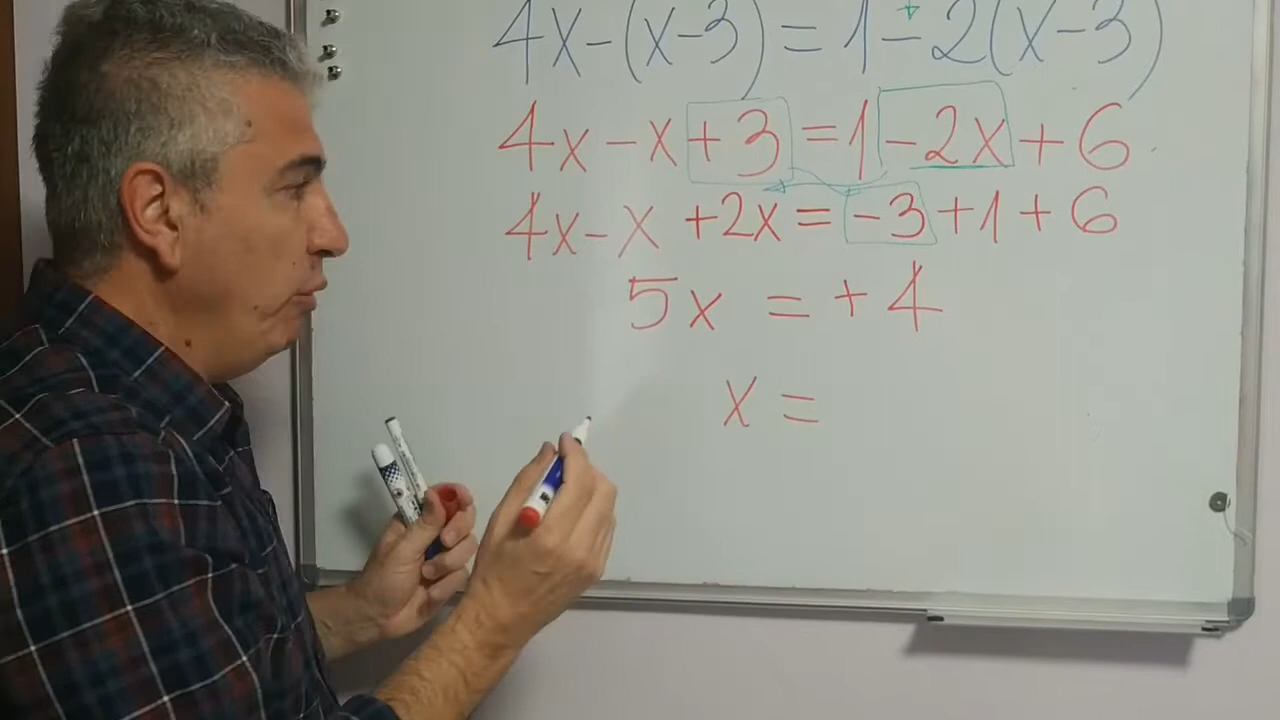 4x-(x-3)=1-2(x-3)
4x-x+3=1-2x+6
4x-x+2x=-3+1+6
5x=+4
x=